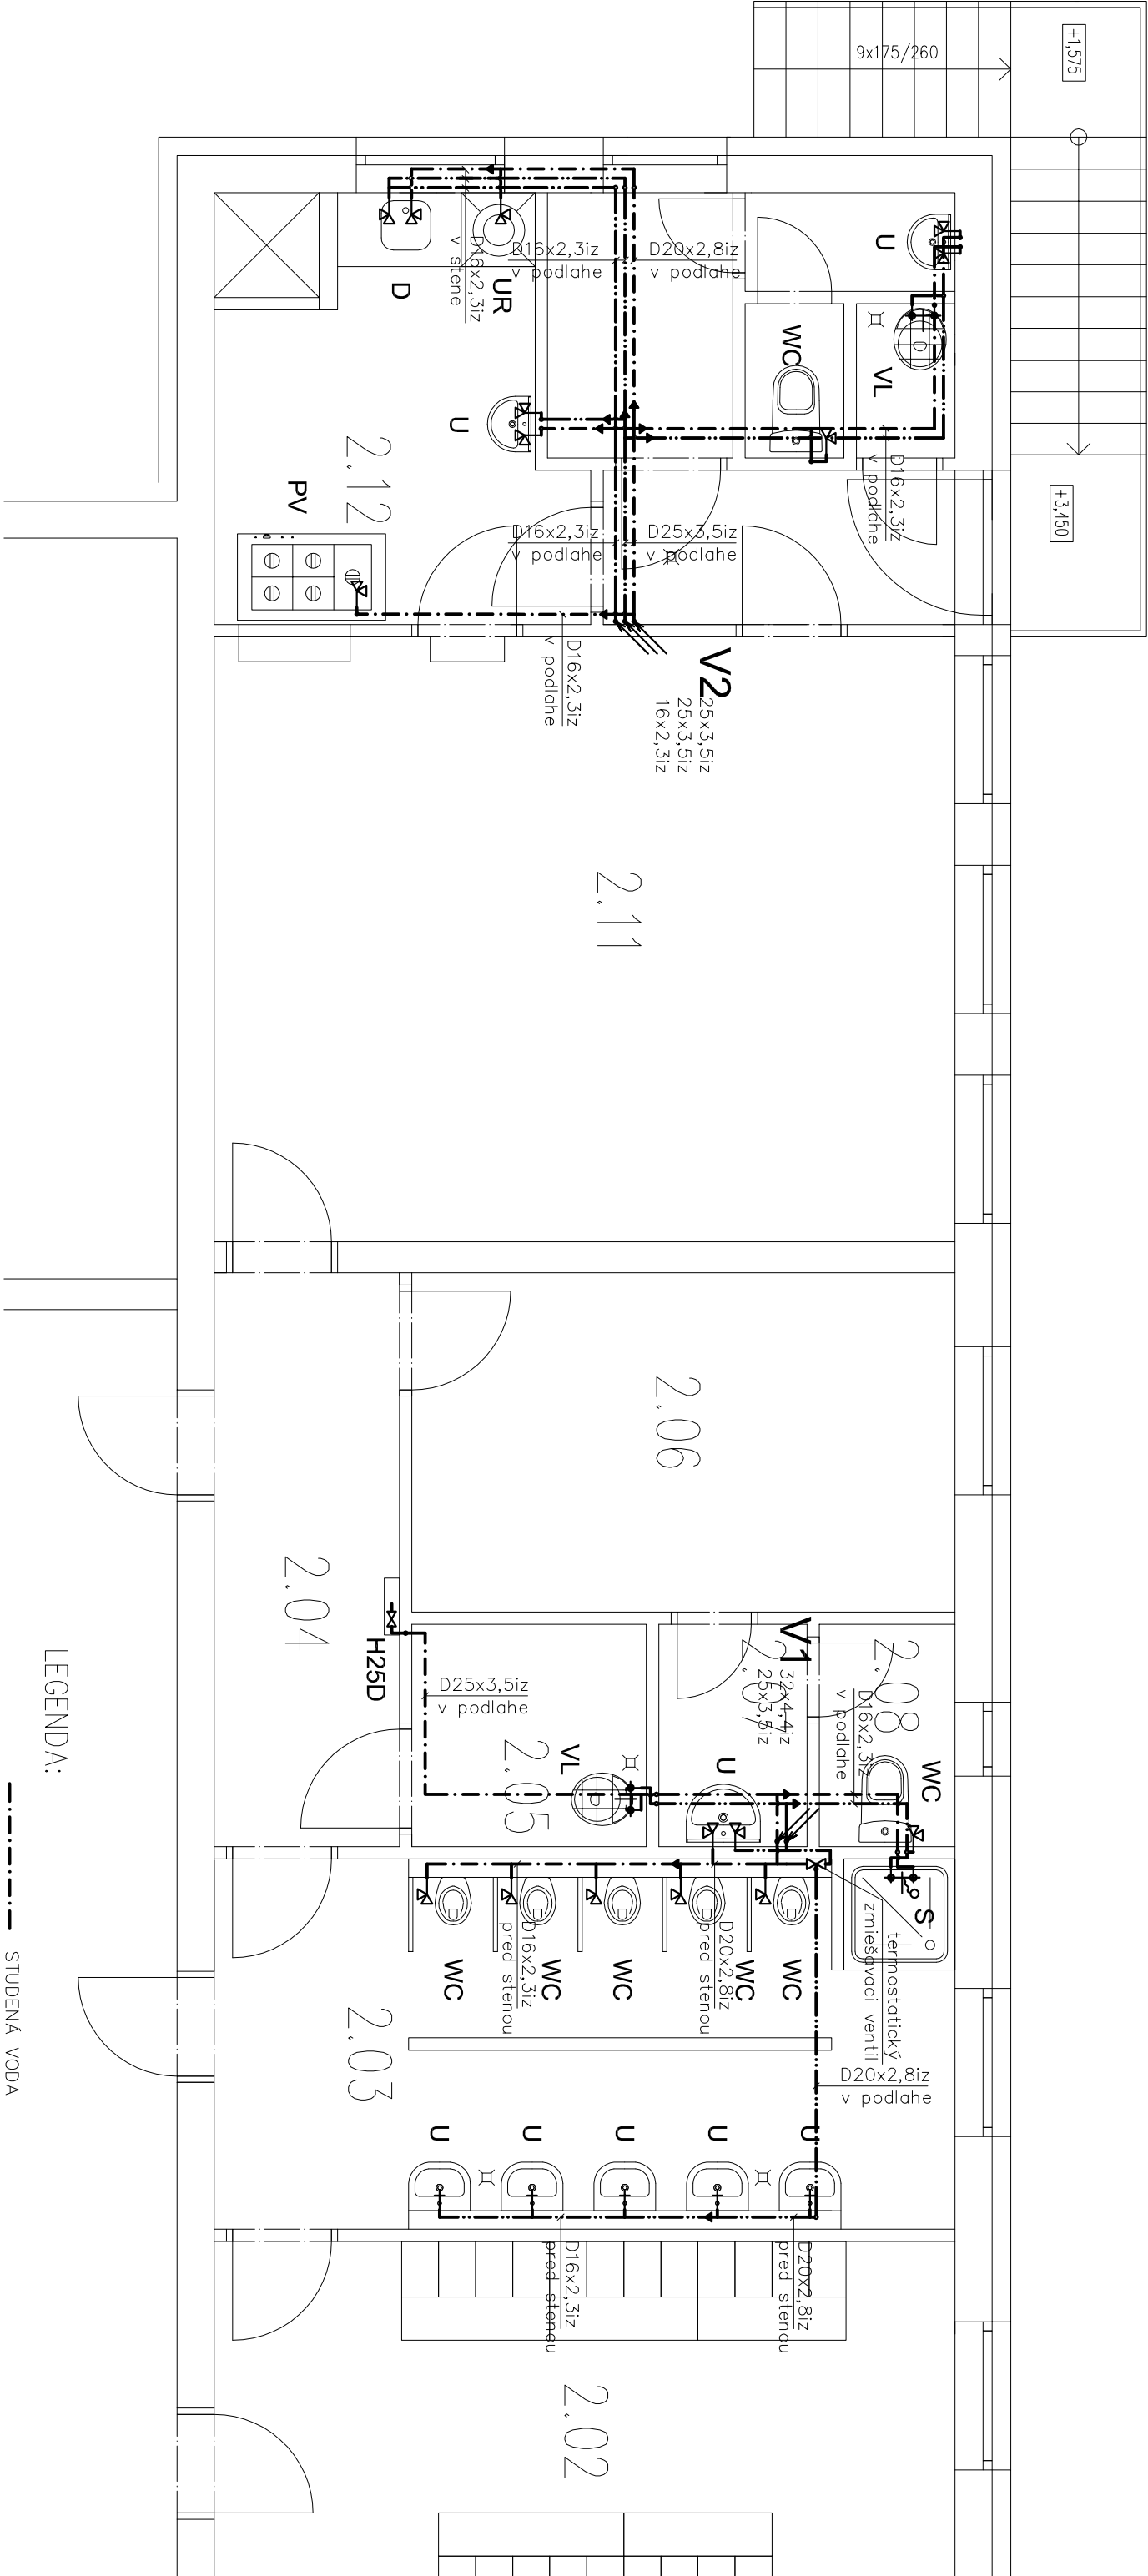 +1,575
9x175/260
+3,450
U
VL
WC
D16x2,3iz
v podlahe
D20x2,8iz
v podlahe
D16x2,3iz
v podlahe
UR
D16x2,3iz
v stene
D
U
2.12
PV
D25x3,5iz
v podlahe
D16x2,3iz
v podlahe
D16x2,3iz
v podlahe
V2
25x3,5iz
25x3,5iz
16x2,3iz
2.11
2.06
2.04
H25D
D25x3,5iz
v podlahe
2.05
VL
V1
32x4,4iz
25x3,5iz
2.07
U
2.08
D16x2,3iz
v podlahe
WC
S
termostatický
zmiešavací ventil
WC
WC
WC
WC
WC
D16x2,3iz
pred stenou
D20x2,8iz
pred stenou
2.03
D20x2,8iz
v podlahe
U
U
U
U
U
D16x2,3iz
pred stenou
D20x2,8iz
pred stenou
2.02
LEGENDA:
STUDENÁ VODA